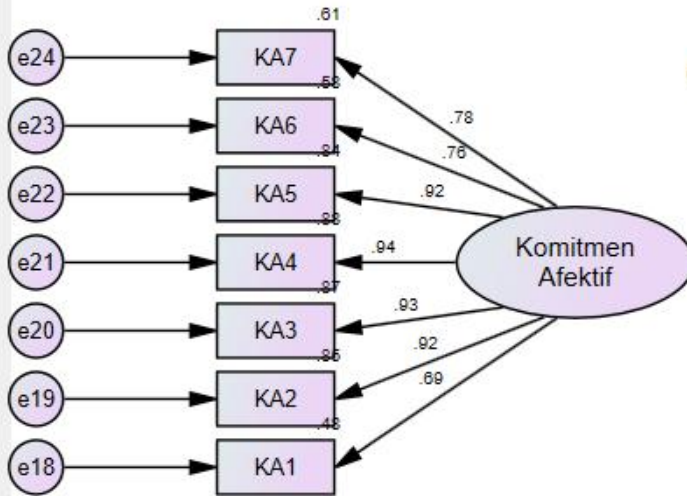 .61
e24
KA7
.78
.58
e23
KA6
.76
.84
e22
KA5
.92
.88
e21
KA4
.94
Komitmen
Afektif
.87
e20
KA3
.93
.85
e19
KA2
.92
.48
e18
KA1
.69